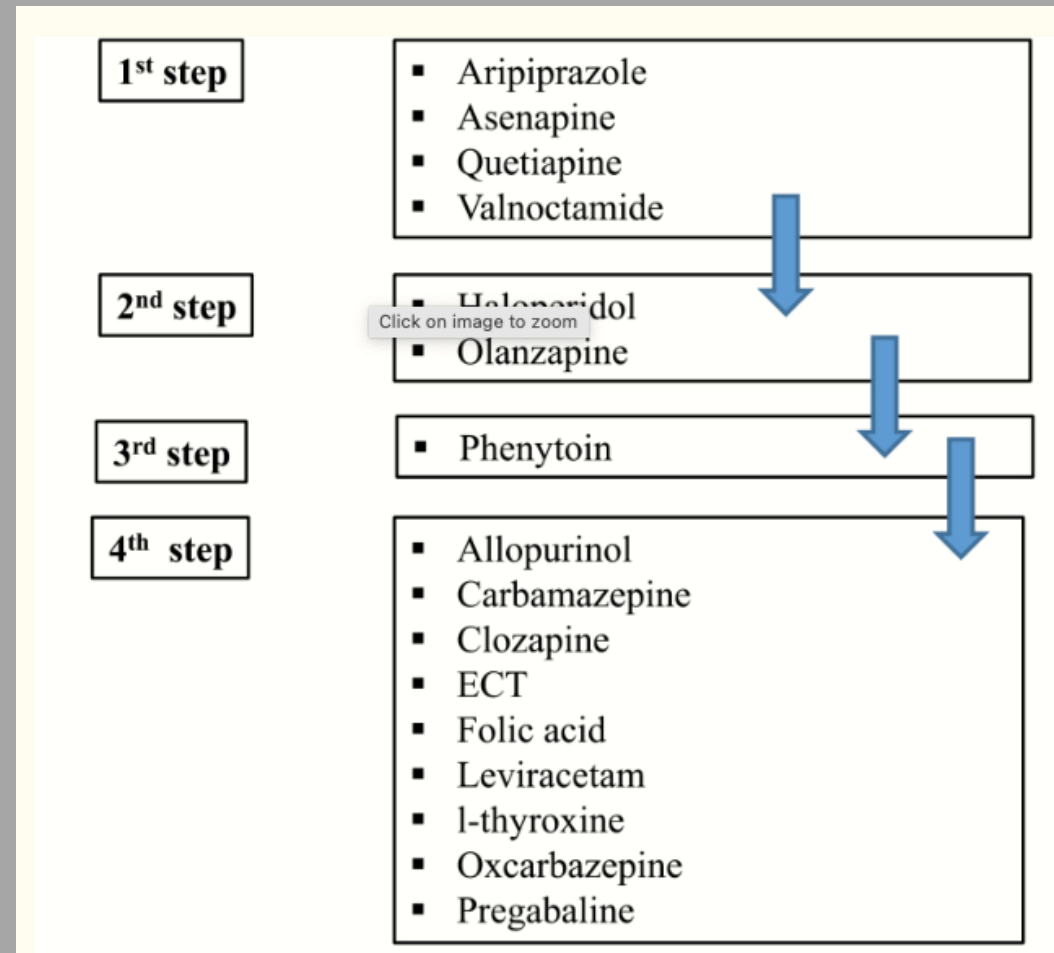 1st step
Aripiprazole
Asenapine
Quetiapine
Valnoctamide
2nd step
Haloperidol
Click on image to zoom
Olanzapine
3rd step
Phenytoin
4th step
Allopurinol
Carbamazepine
Clozapine
ECT
Folic acid
Leviracetam
l-thyroxine
Oxcarbazepine
Pregabaline